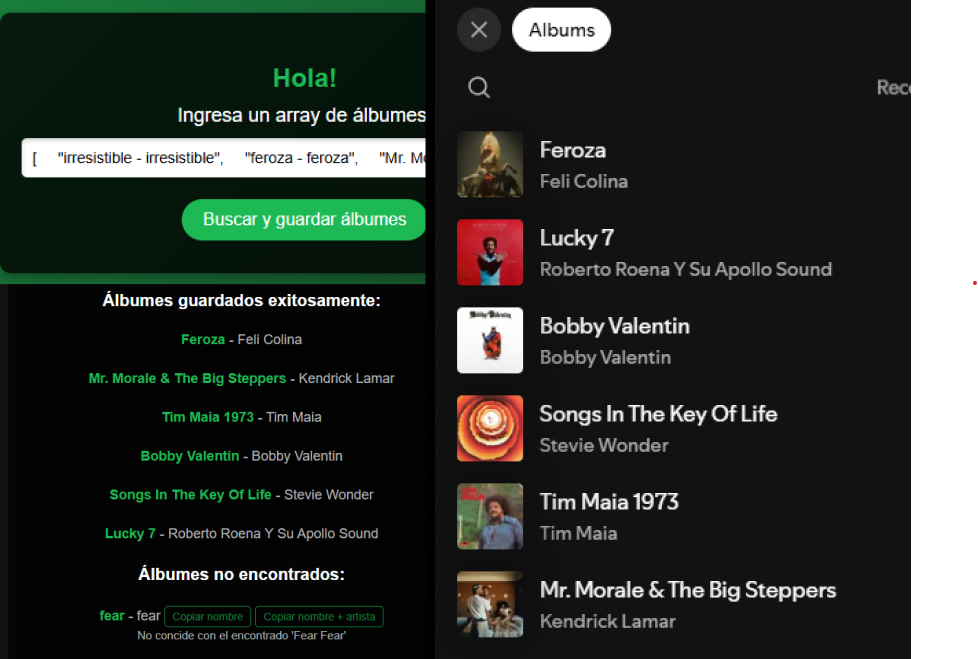 Hola!
Ingresa un array de álbumes
[ "irresistible - irresistible", "feroza - feroza", "Mr.
Buscar y guardar álbumes
Álbumes guardados exitosamente:
Feroza - Feli Colina
Mr. Morale & The Big Steppers - Kendrick Lamar
Tim Maia 1973 - Tim Maia
Bobby Valentin - Bobby Valentin
Songs In The Key Of Life - Stevie Wonder
Lucky 7 - Roberto Roena Y Su Apollo Sound
Álbumes no encontrados:
fear - fear Copiar nombre Copiar nombre + artista
No concide con el encontrado 'Fear Fear'
Albums
Feroza
Feli Colina
Lucky 7
Roberto Roena Y Su Apollo Sound
Bobby Valentin
Bobby Valentin
Songs In The Key Of Life
Stevie Wonder
Tim Maia 1973
Tim Maia
Mr. Morale & The Big Steppers
Kendrick Lamar